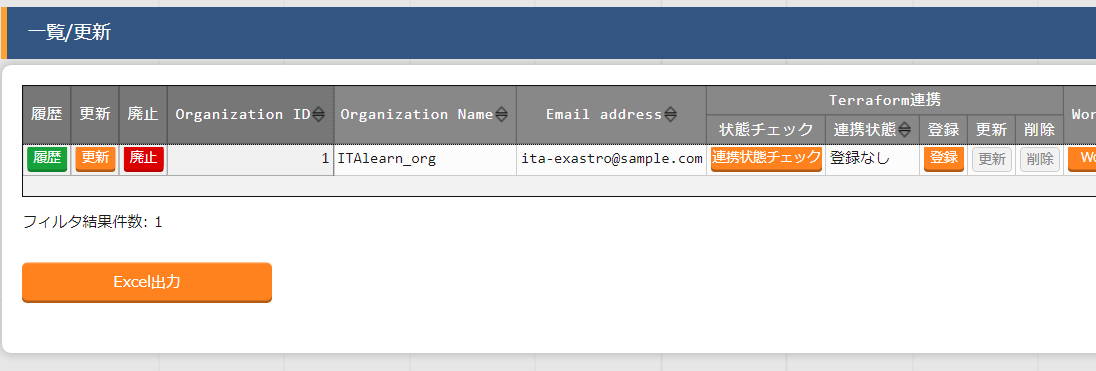 一覧/更新
履歴 更新 廃止 Organization ID Organization Name Email address Terraform連携 Wor
状態チェック 連携状態 登録 更新 削除
履歴 更新 廃止 1 ITAlearn_org ita-exastro@sample.com 連携状態チェック 登録なし 登録 更新 削除 Wo
フィルタ結果件数: 1
Excel出力